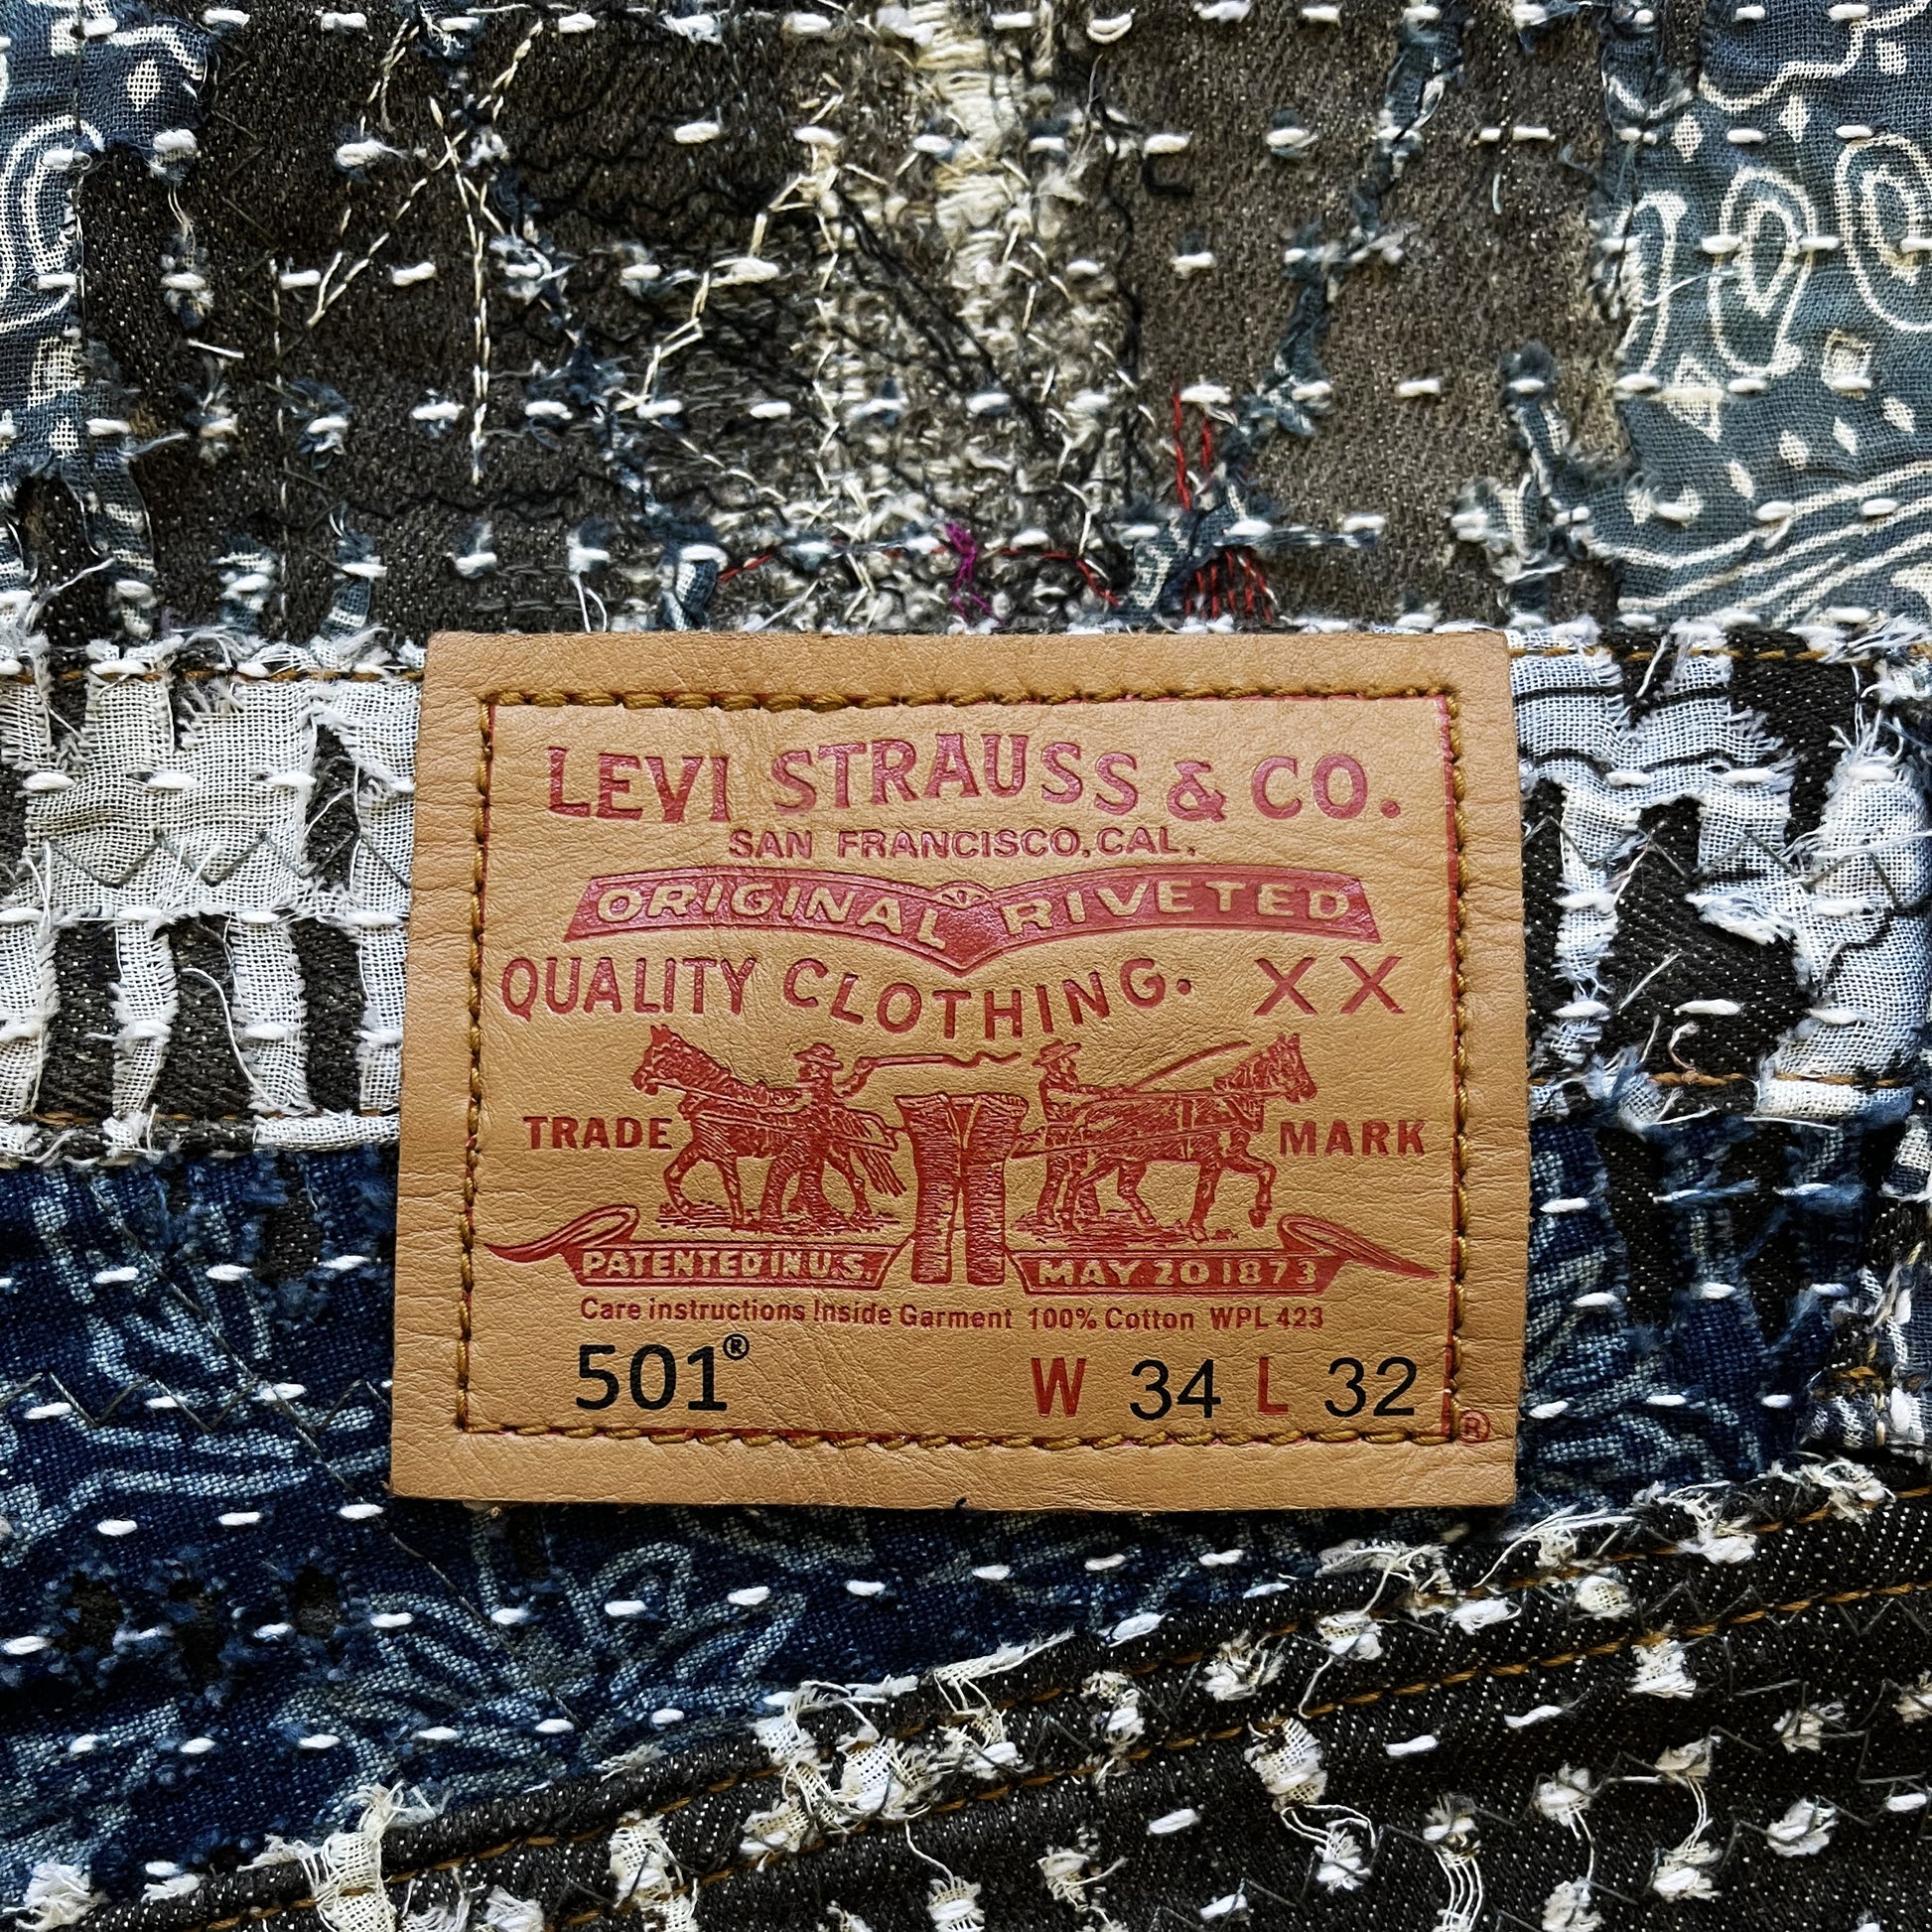 LEVI STRAUSS & CO.
SAN FRANCISCO, CAL.
ORIGINAL RIVETED
QUALITY CLOTHING. XX
TRADE MARK
PATENTED IN U.S. MAY 20 1873
Care instructions Inside Garment 100% Cotton WPL 423
501® W 34 L 32
®